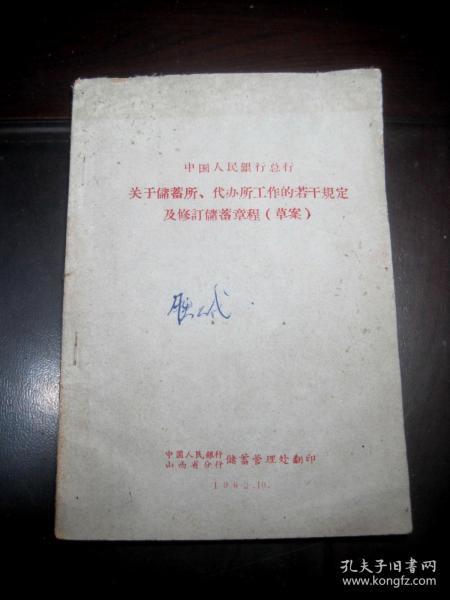 中国人民銀行总行
关于儲蓄所、代办所工作的若干規定
及修訂儲蓄章程（草案）
中国人民銀行
山西省分行 儲蓄管理处翻印
1962.10.
孔夫子旧书网
www.kongfz.com